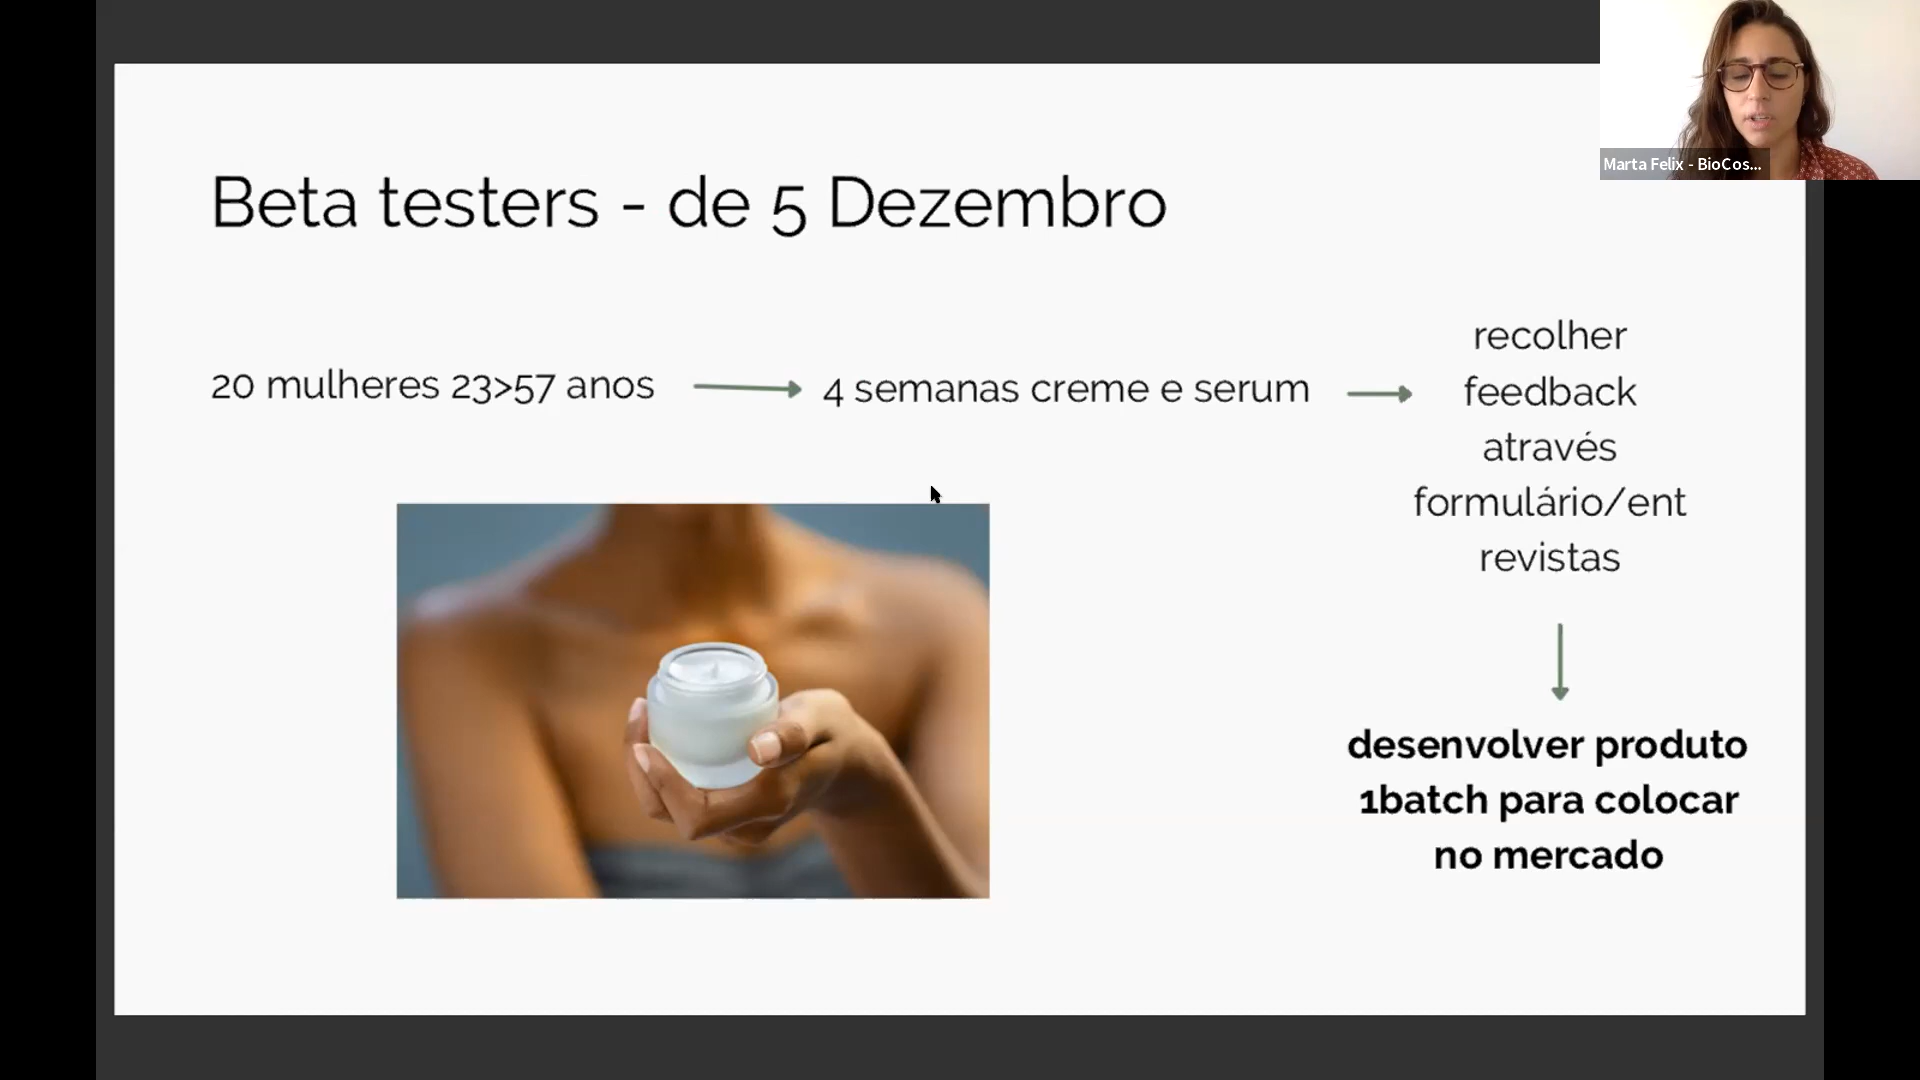 Marta Felix - BioCos...
Beta testers - de 5 Dezembro
20 mulheres 23>57 anos
4 semanas creme e serum
recolher
feedback
através
formulário/ent
revistas
desenvolver produto
1batch para colocar
no mercado